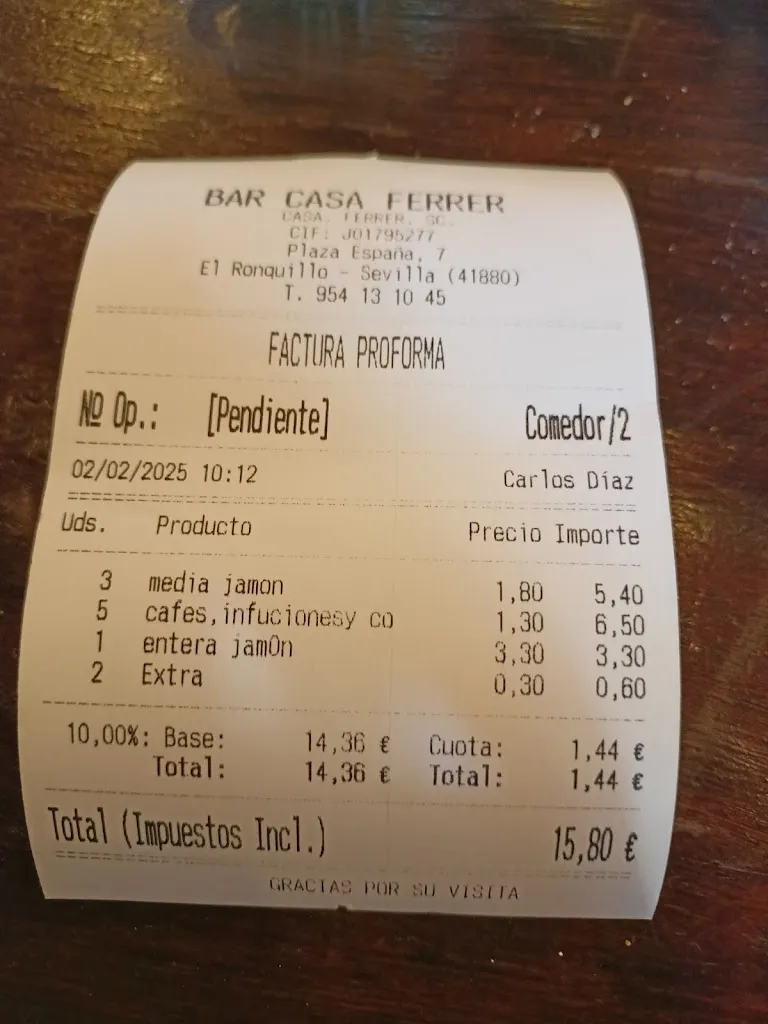 BAR CASA FERRER
CASA. FERRER. SC.
CIF: J01795277
Plaza España, 7
El Ronquillo - Sevilla (41880)
T. 954 13 10 45
FACTURA PROFORMA
Nº Op.: [Pendiente] Comedor/2
02/02/2025 10:12 Carlos Díaz
Uds. Producto Precio Importe
3 media jamon 1,80 5,40
5 cafes,infucionesy co 1,30 6,50
1 entera jamOn 3,30 3,30
2 Extra 0,30 0,60
10,00%: Base: 14,36 € Cuota: 1,44 €
Total: 14,36 € Total: 1,44 €
Total (Impuestos Incl.) 15,80 €
GRACIAS POR SU VISITA